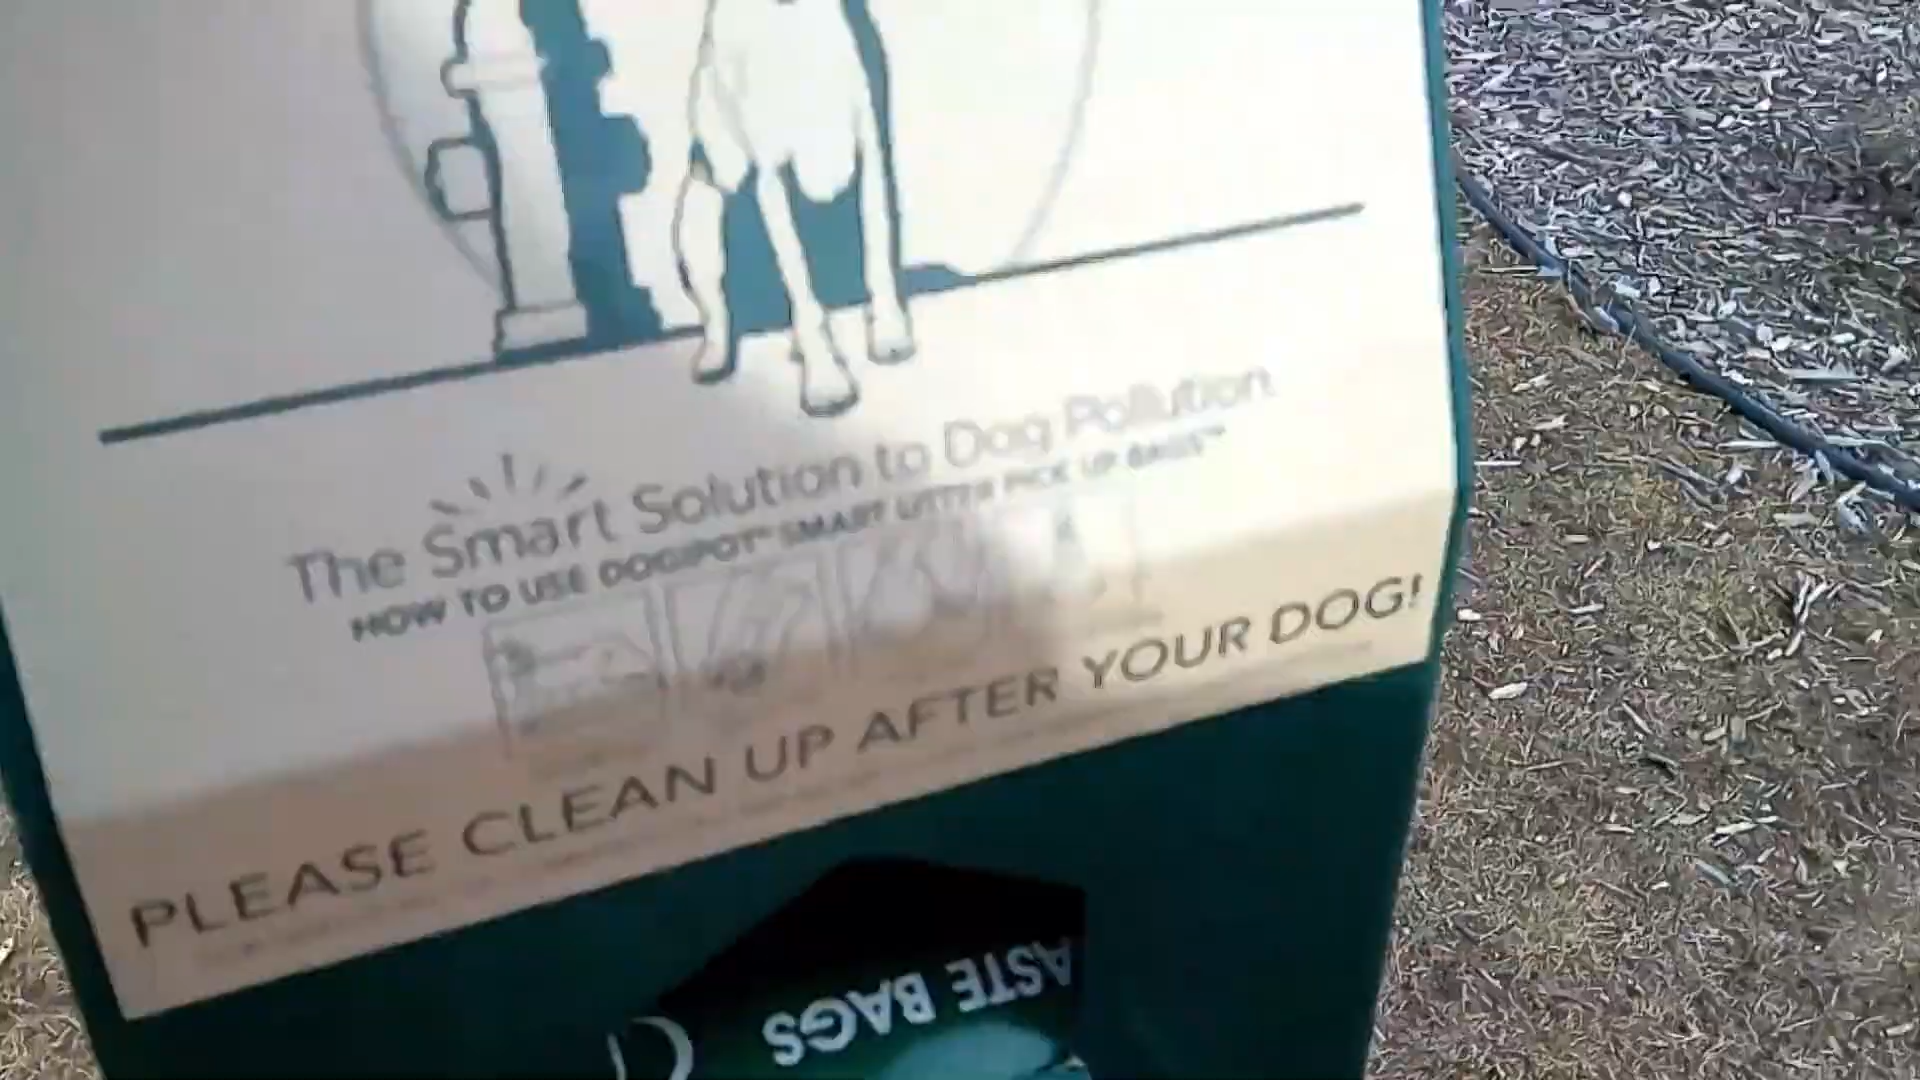 The Smart Solution to Dog Pollution
HOW TO USE DOGIPOT® SMART LITTER PICK UP BAGS™
PLEASE CLEAN UP AFTER YOUR DOG!
ASTE BAGS